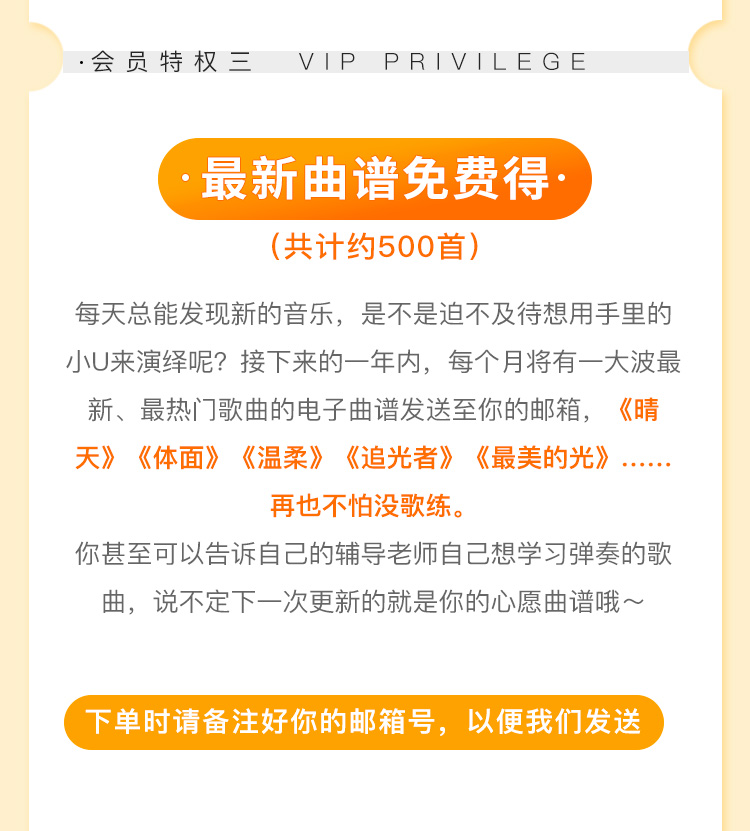 ·会员特权三 VIP PRIVILEGE
·最新曲谱免费得·
（共计约500首）
每天总能发现新的音乐，是不是迫不及待想用手里的
小U来演绎呢？接下来的一年内，每个月将有一大波最
新、最热门歌曲的电子曲谱发送至你的邮箱，《晴
天》《体面》《温柔》《追光者》《最美的光》……
再也不怕没歌练。
你甚至可以告诉自己的辅导老师自己想学习弹奏的歌
曲，说不定下一次更新的就是你的心愿曲谱哦～
下单时请备注好你的邮箱号，以便我们发送